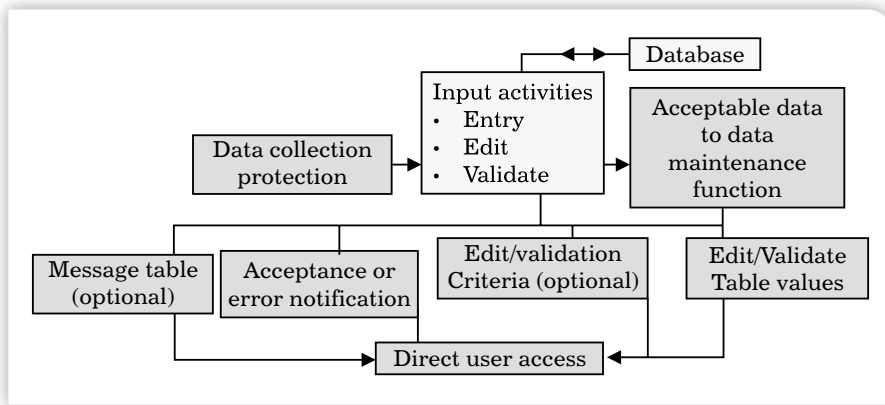 Database
Input activities
• Entry
• Edit
• Validate
Acceptable data
to data
maintenance
function
Data collection
protection
Message table
(optional)
Acceptance or
error notification
Edit/validation
Criteria (optional)
Edit/Validate
Table values
Direct user access